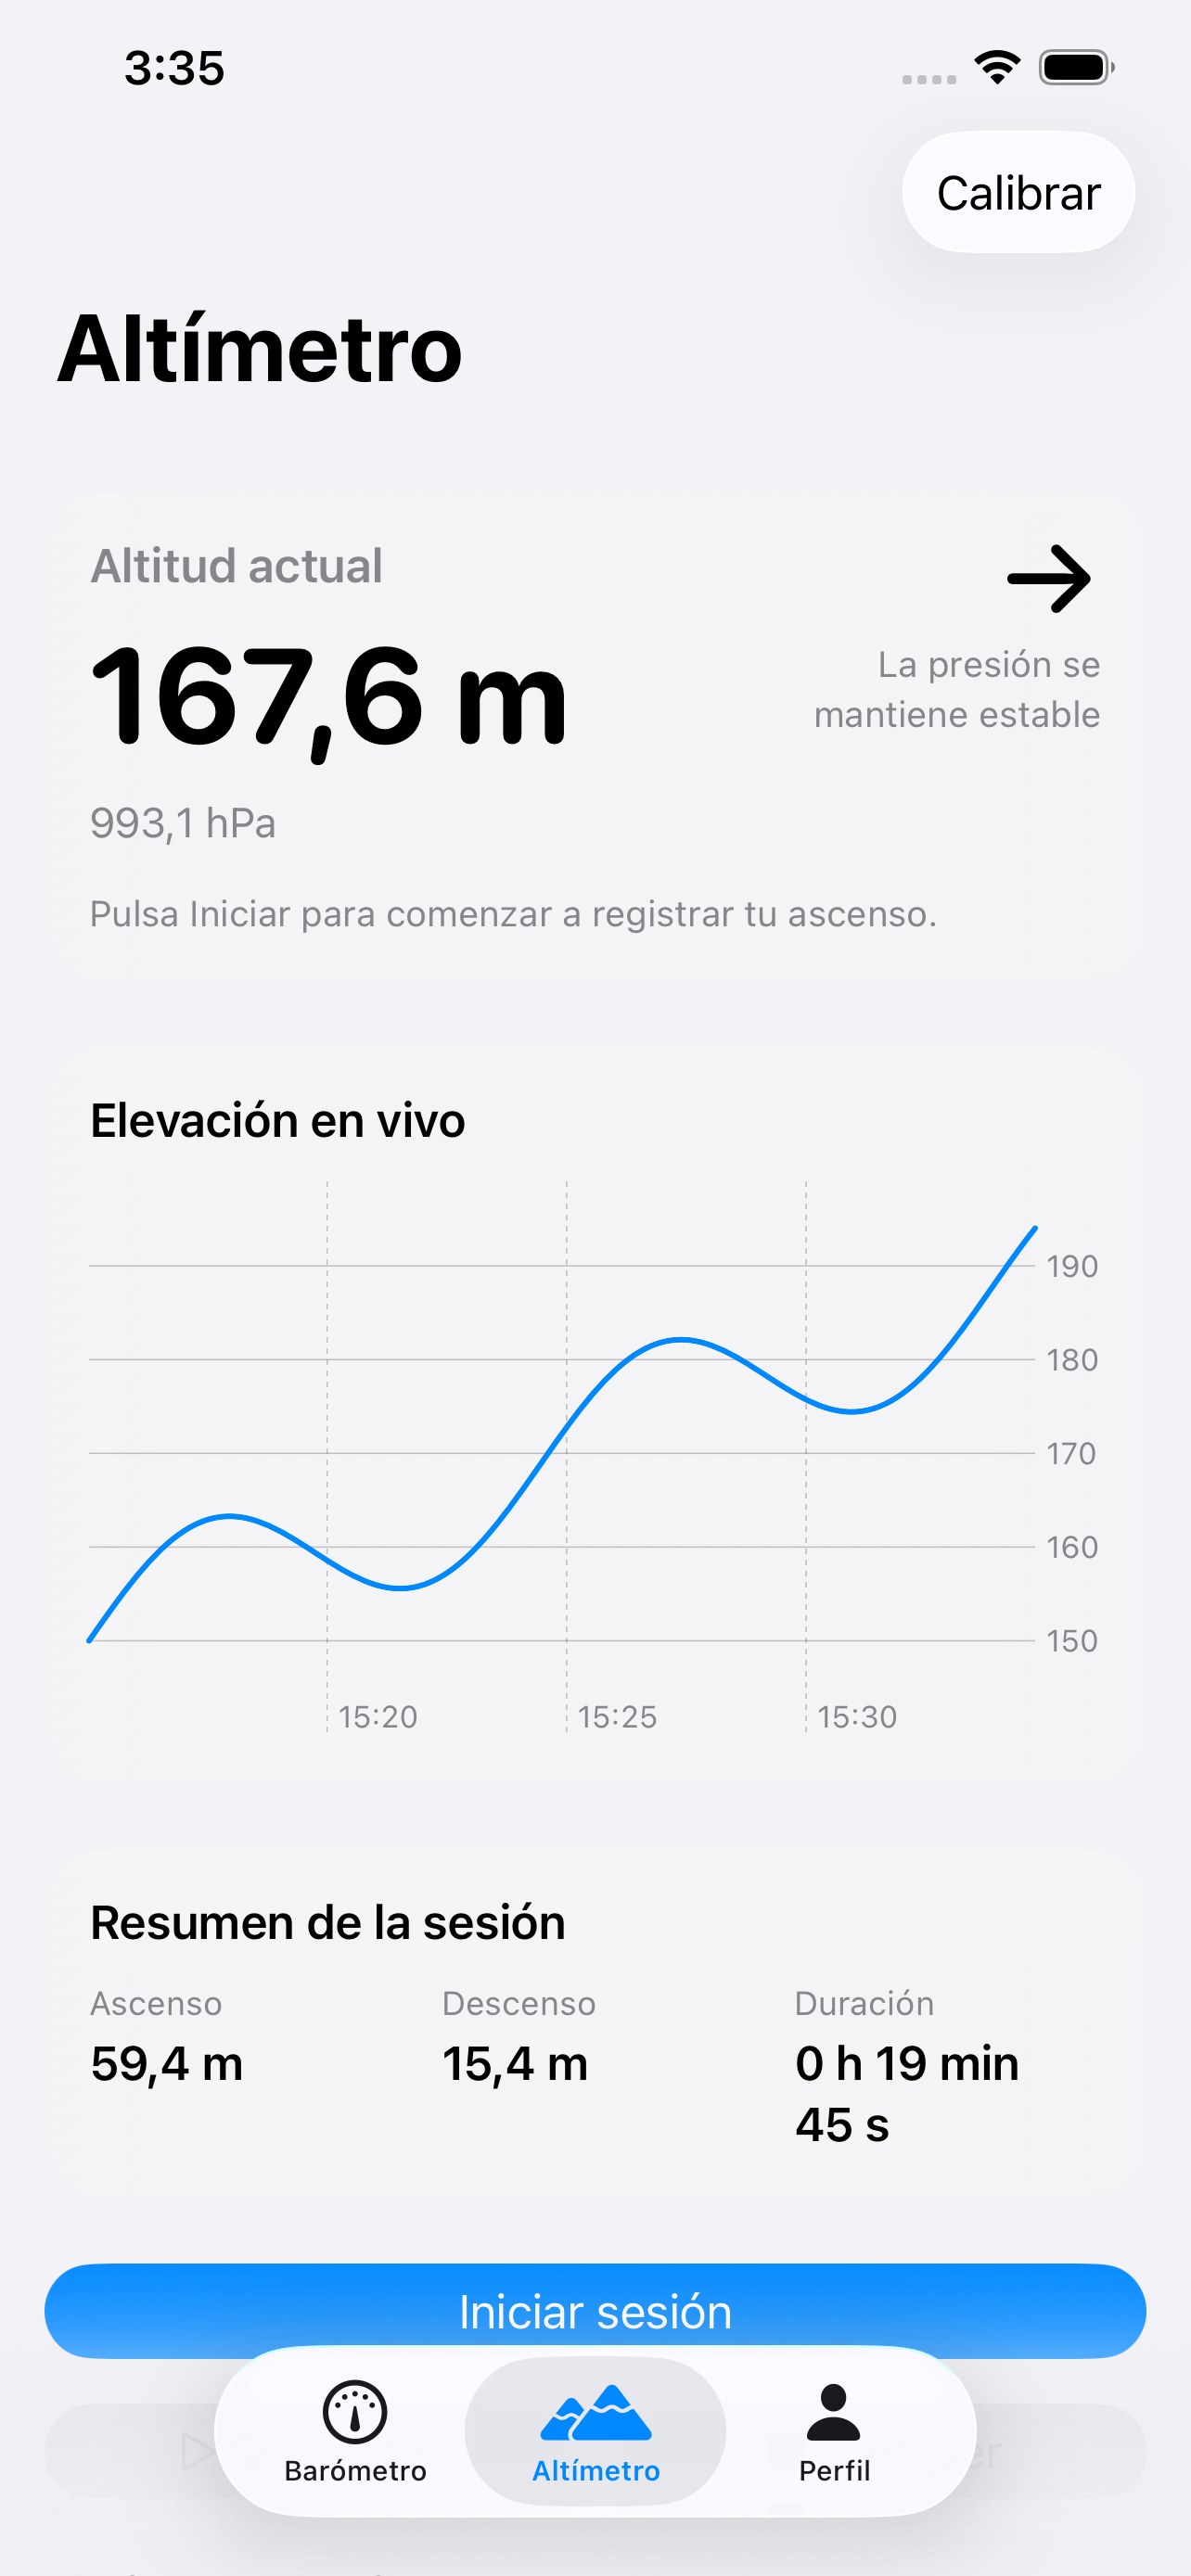 3:35
Calibrar
Altímetro
Altitud actual
167,6 m
La presión se
mantiene estable
993,1 hPa
Pulsa Iniciar para comenzar a registrar tu ascenso.
Elevación en vivo
190
180
170
160
150
15:20
15:25
15:30
Resumen de la sesión
Ascenso
Descenso
Duración
59,4 m
15,4 m
0 h 19 min
45 s
Iniciar sesión
Barómetro
Altímetro
Perfil